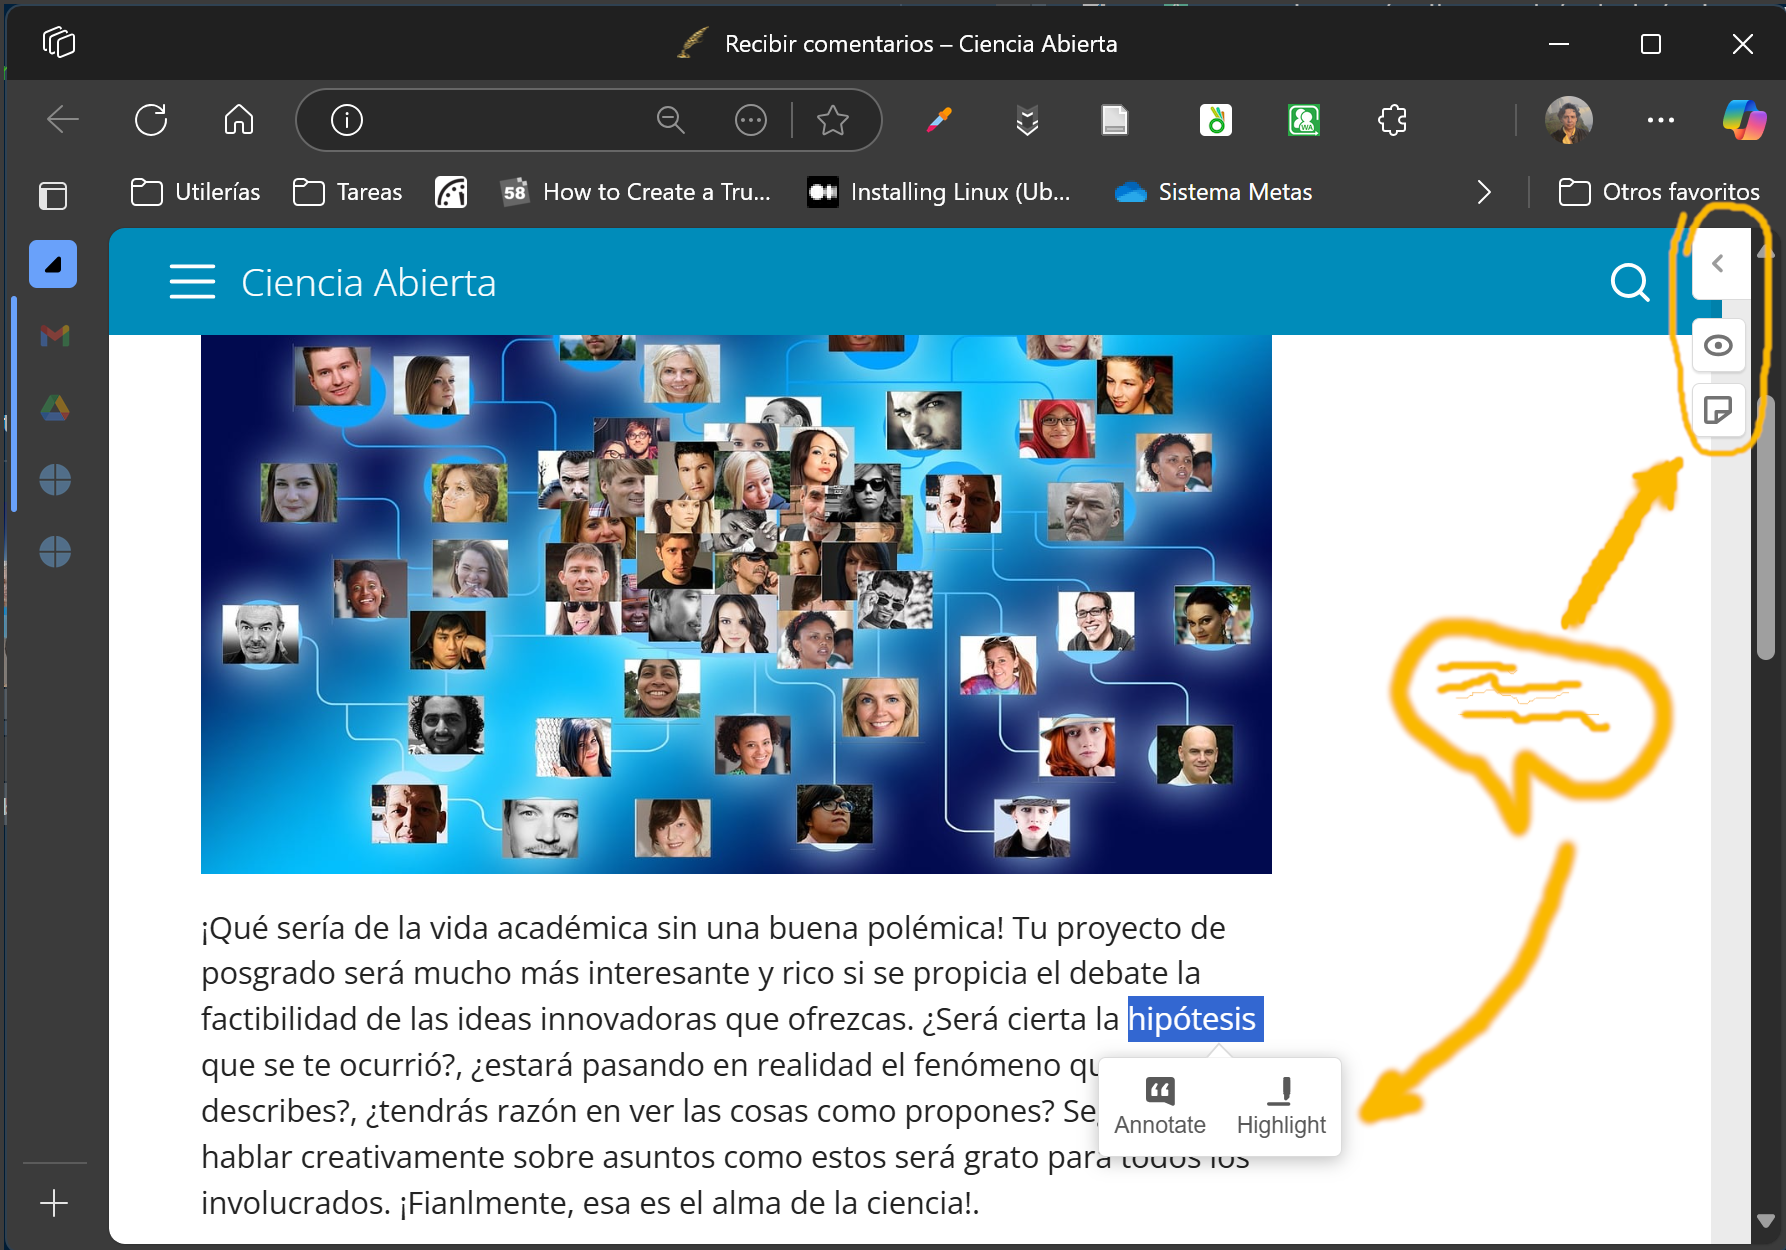 Recibir comentarios – Ciencia Abierta
Utilerías
Tareas
58
How to Create a Tru...
Installing Linux (Ub...
Sistema Metas
Otros favoritos
Ciencia Abierta
¡Qué sería de la vida académica sin una buena polémica! Tu proyecto de
posgrado será mucho más interesante y rico si se propicia el debate la
factibilidad de las ideas innovadoras que ofrezcas. ¿Será cierta la hipótesis
que se te ocurrió?, ¿estará pasando en realidad el fenómeno
describes?, ¿tendrás razón en ver las cosas como propones?
hablar creativamente sobre asuntos como estos será grato para todos los
involucrados. ¡Fianlmente, esa es el alma de la ciencia!.
Annotate
Highlight